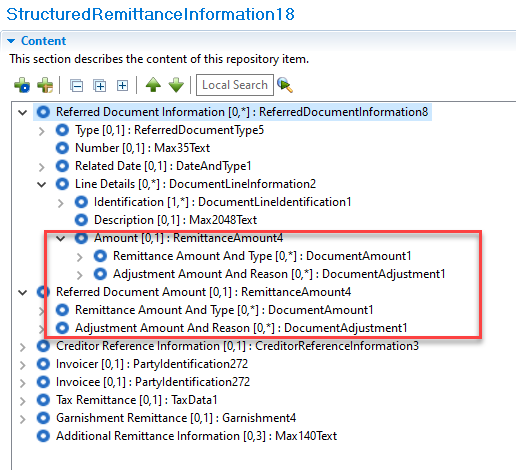 StructuredRemittanceInformation18
Content
This section describes the content of this repository item.
Local Search
Referred Document Information [0,*] : ReferredDocumentInformation8
Type [0,1] : ReferredDocumentType5
Number [0,1] : Max35Text
Related Date [0,1] : DateAndType1
Line Details [0,*] : DocumentLineInformation2
Identification [1,*] : DocumentLineIdentification1
Description [0,1] : Max2048Text
Amount [0,1] : RemittanceAmount4
Remittance Amount And Type [0,*] : DocumentAmount1
Adjustment Amount And Reason [0,*] : DocumentAdjustment1
Referred Document Amount [0,1] : RemittanceAmount4
Remittance Amount And Type [0,*] : DocumentAmount1
Adjustment Amount And Reason [0,*] : DocumentAdjustment1
Creditor Reference Information [0,1] : CreditorReferenceInformation3
Invoicer [0,1] : PartyIdentification272
Invoicee [0,1] : PartyIdentification272
Tax Remittance [0,1] : TaxData1
Garnishment Remittance [0,1] : Garnishment4
Additional Remittance Information [0,3] : Max140Text